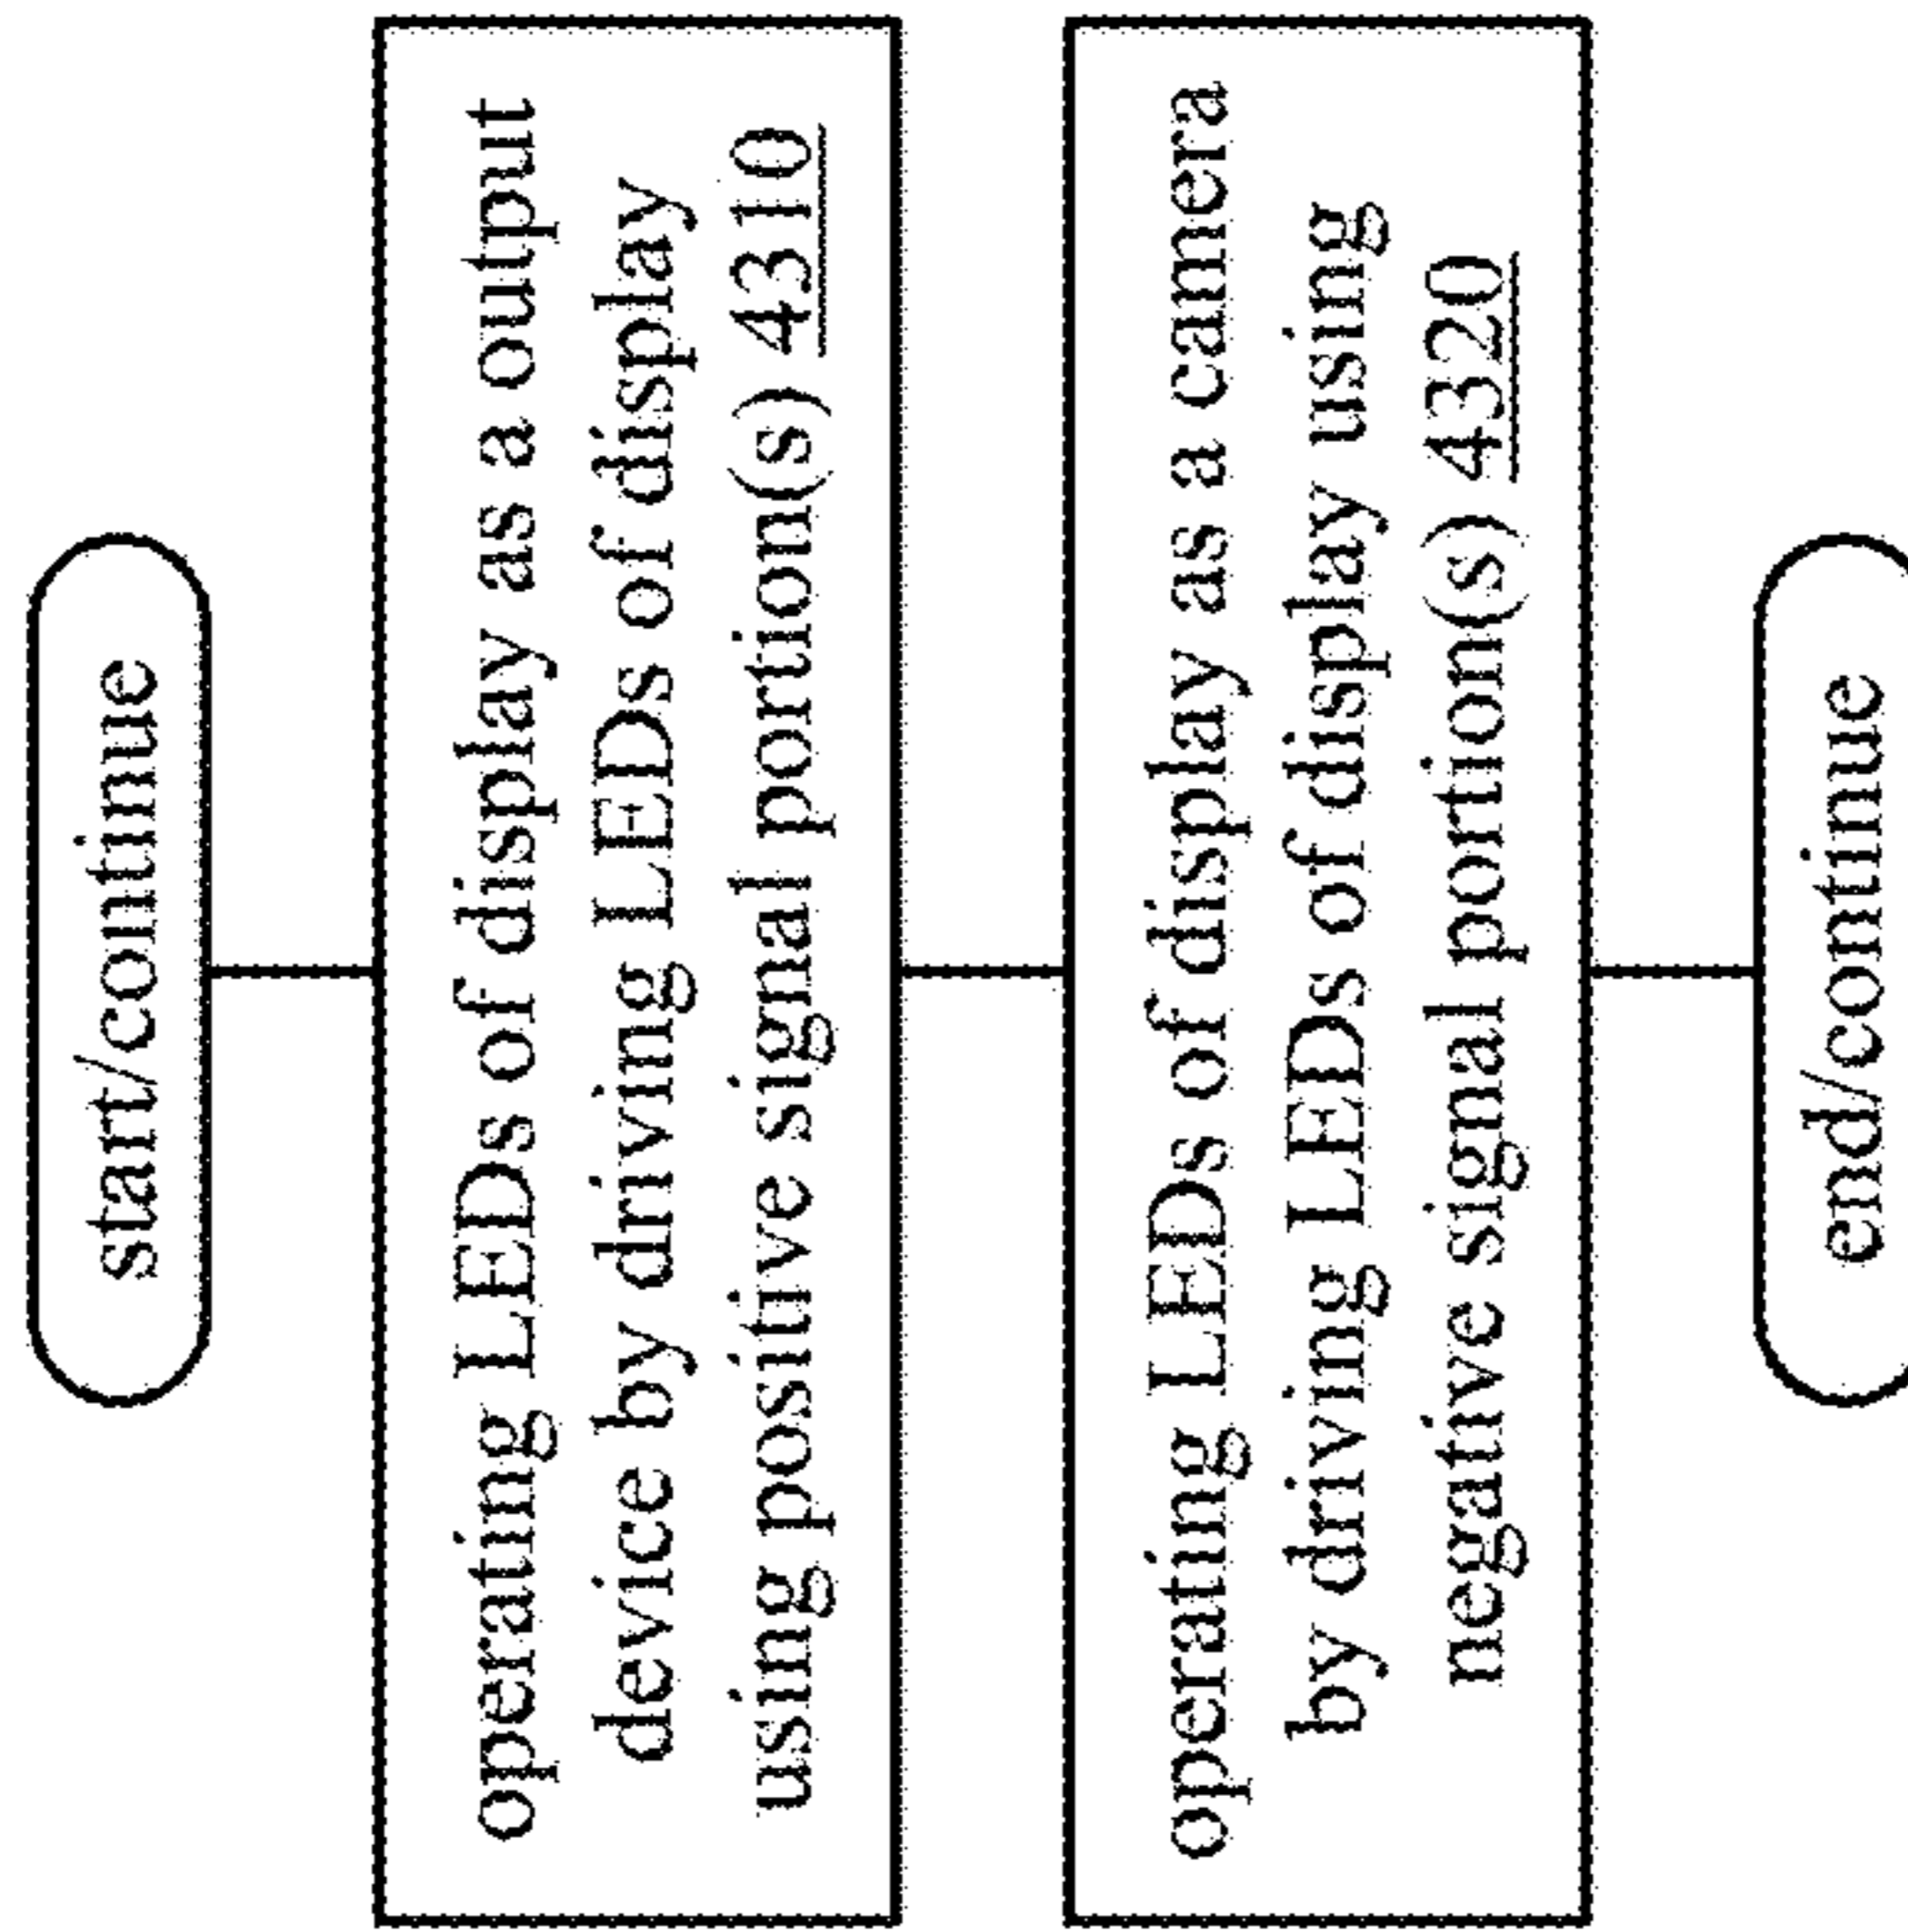 start/continue
operating LEDs of display as a output
device by driving LEDs of display
using positive signal portion(s) 4310
operating LEDs of display as a camera
by driving LEDs of display using
negative signal portion(s) 4320
end/continue